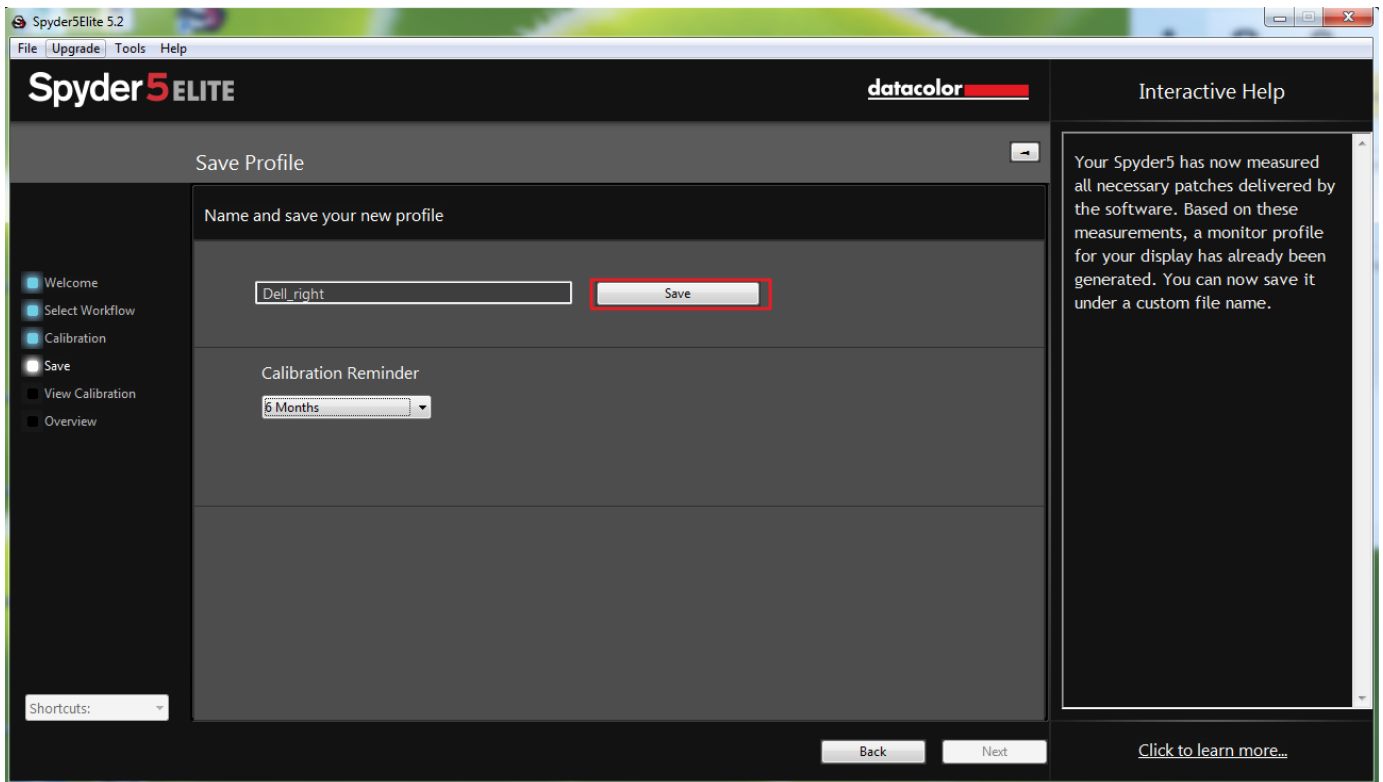 Spyder5Elite 5.2
File Upgrade Tools Help
Spyder5ELITE
datacolor
Interactive Help
Save Profile
Name and save your new profile
Welcome
Select Workflow
Calibration
Save
View Calibration
Overview
Dell_right
Save
Calibration Reminder
6 Months
Shortcuts:
Back
Next
Your Spyder5 has now measured
all necessary patches delivered by
the software. Based on these
measurements, a monitor profile
for your display has already been
generated. You can now save it
under a custom file name.
Click to learn more...